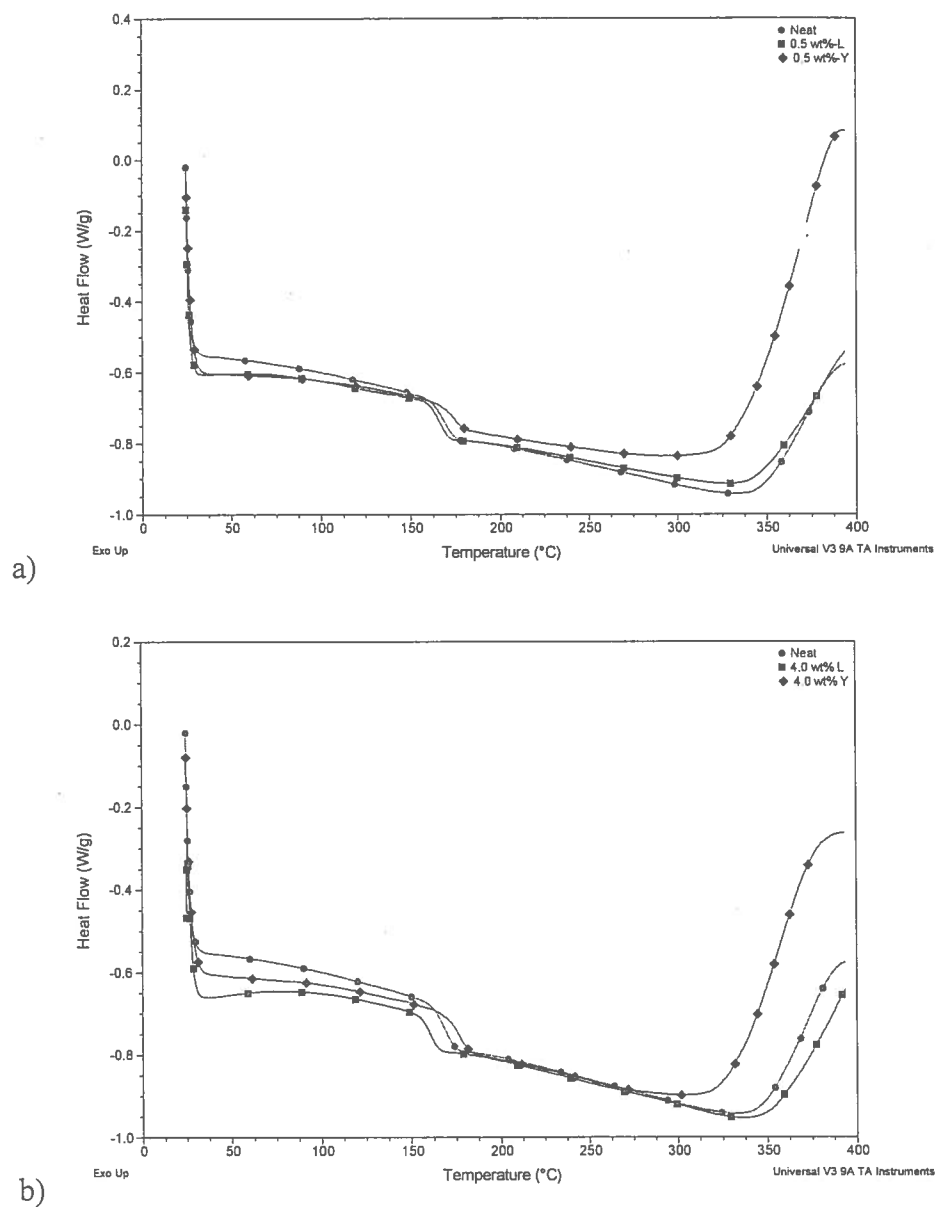 0.4
Neat
0.5 wt%-L
0.5 wt%-Y
0.2
0.0
-0.2
-0.4
-0.6
-0.8
-1.0
Heat Flow (W/g)
0 50 100 150 200 250 300 350 400
Exo Up
Temperature (°C)
Universal V3 9A TA Instruments
a)
0.2
Neat
4.0 wt% L
4.0 wt% Y
0.0
-0.2
-0.4
-0.6
-0.8
-1.0
Heat Flow (W/g)
0 50 100 150 200 250 300 350 400
Exo Up
Temperature (°C)
Universal V3 9A TA Instruments
b)